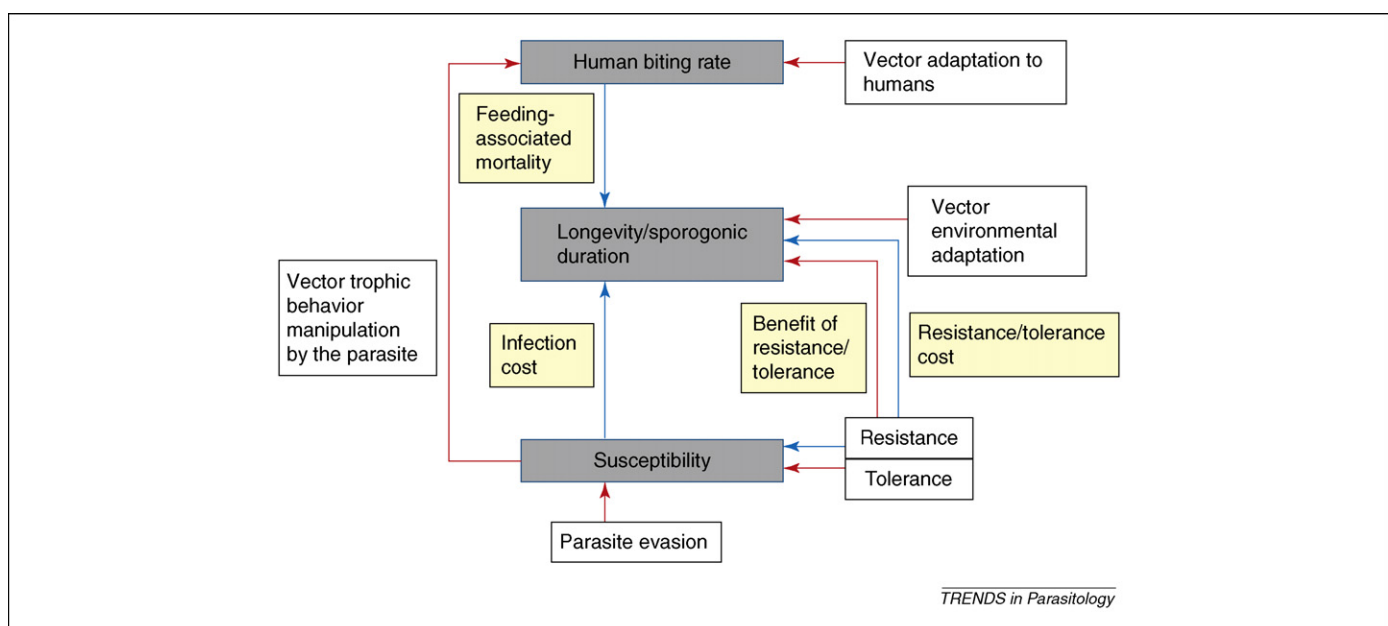 Human biting rate
Vector adaptation to
humans
Feeding-
associated
mortality
Longevity/sporogonic
duration
Vector
environmental
adaptation
Vector trophic
behavior
manipulation
by the parasite
Infection
cost
Benefit of
resistance/
tolerance
Resistance/tolerance
cost
Susceptibility
Resistance
Tolerance
Parasite evasion
TRENDS in Parasitology